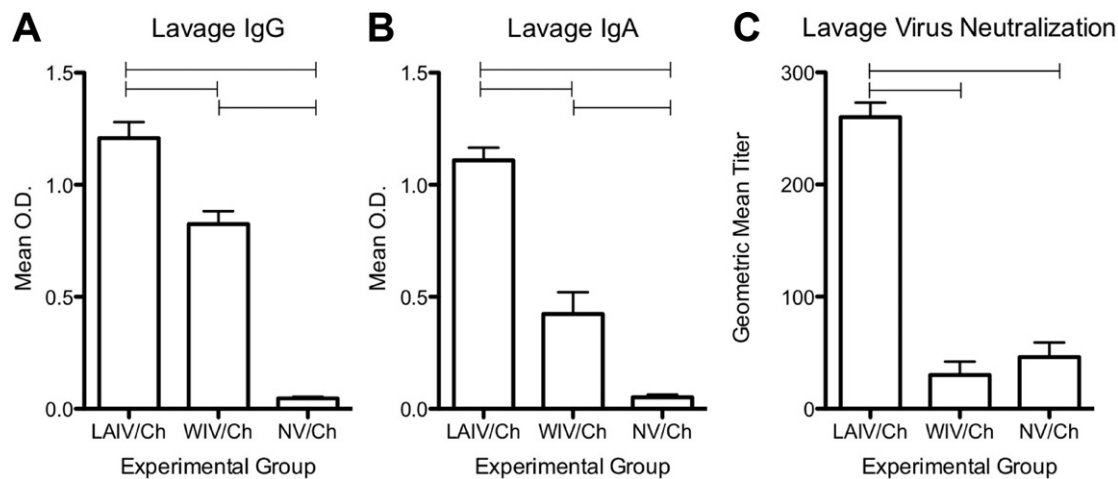 A Lavage IgG
1.5
1.0
0.5
0.0
Mean O.D.
LAIV/Ch WIV/Ch NV/Ch
Experimental Group
B Lavage IgA
1.5
1.0
0.5
0.0
Mean O.D.
LAIV/Ch WIV/Ch NV/Ch
Experimental Group
C Lavage Virus Neutralization
300
200
100
0
Geometric Mean Titer
LAIV/Ch WIV/Ch NV/Ch
Experimental Group